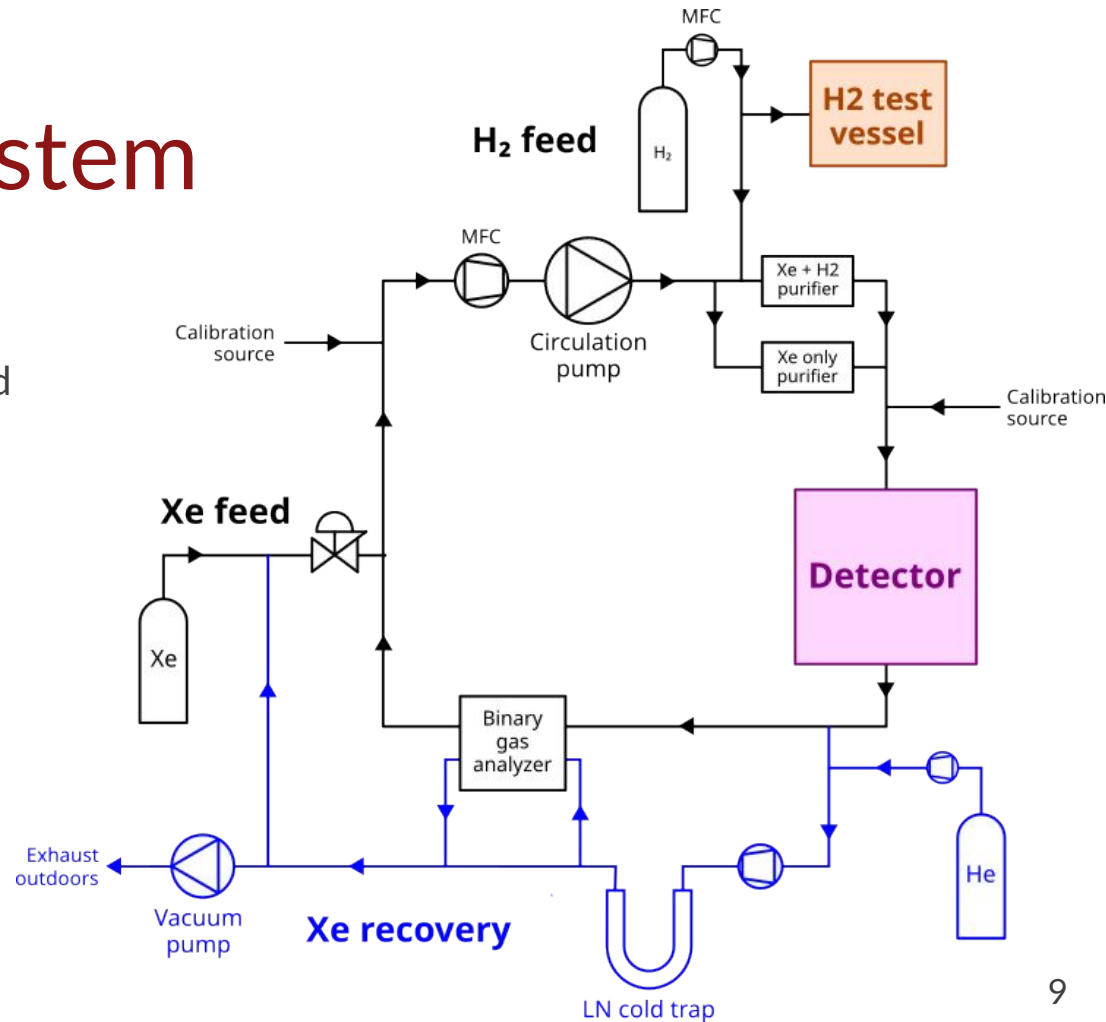 stem
d
MFC
H₂ feed
H₂
H2 test
vessel
MFC
Circulation
pump
Xe + H2
purifier
Xe only
purifier
Calibration
source
Calibration
source
Xe feed
Xe
Detector
Binary
gas
analyzer
He
Exhaust
outdoors
Vacuum
pump
Xe recovery
LN cold trap
9